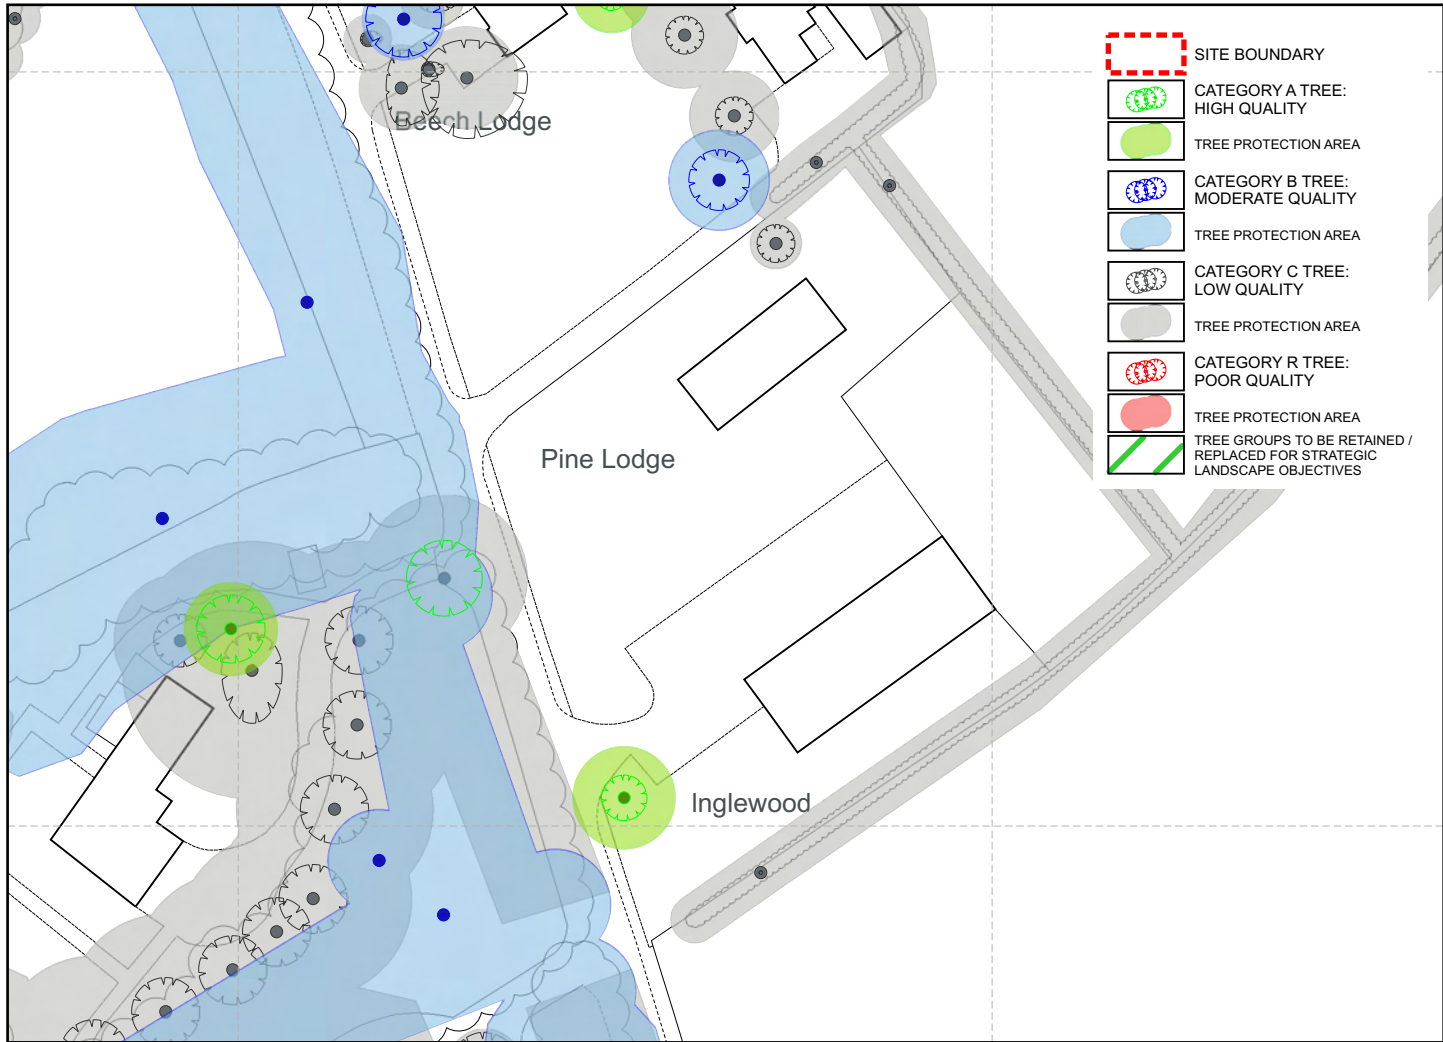 Beech Lodge
Pine Lodge
Inglewood
SITE BOUNDARY
CATEGORY A TREE:
HIGH QUALITY
TREE PROTECTION AREA
CATEGORY B TREE:
MODERATE QUALITY
TREE PROTECTION AREA
CATEGORY C TREE:
LOW QUALITY
TREE PROTECTION AREA
CATEGORY R TREE:
POOR QUALITY
TREE PROTECTION AREA
TREE GROUPS TO BE RETAINED /
REPLACED FOR STRATEGIC
LANDSCAPE OBJECTIVES